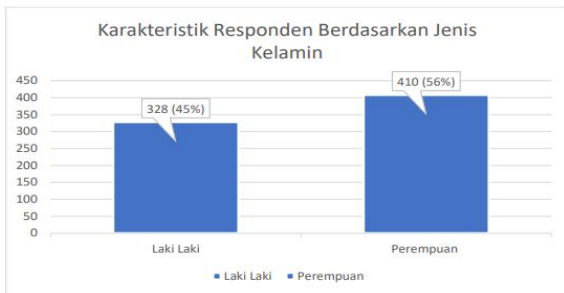 Karakteristik Responden Berdasarkan Jenis
Kelamin
450
400
350
300
250
200
150
100
50
0
328 (45%)
410 (56%)
Laki Laki
Perempuan
Laki Laki Perempuan